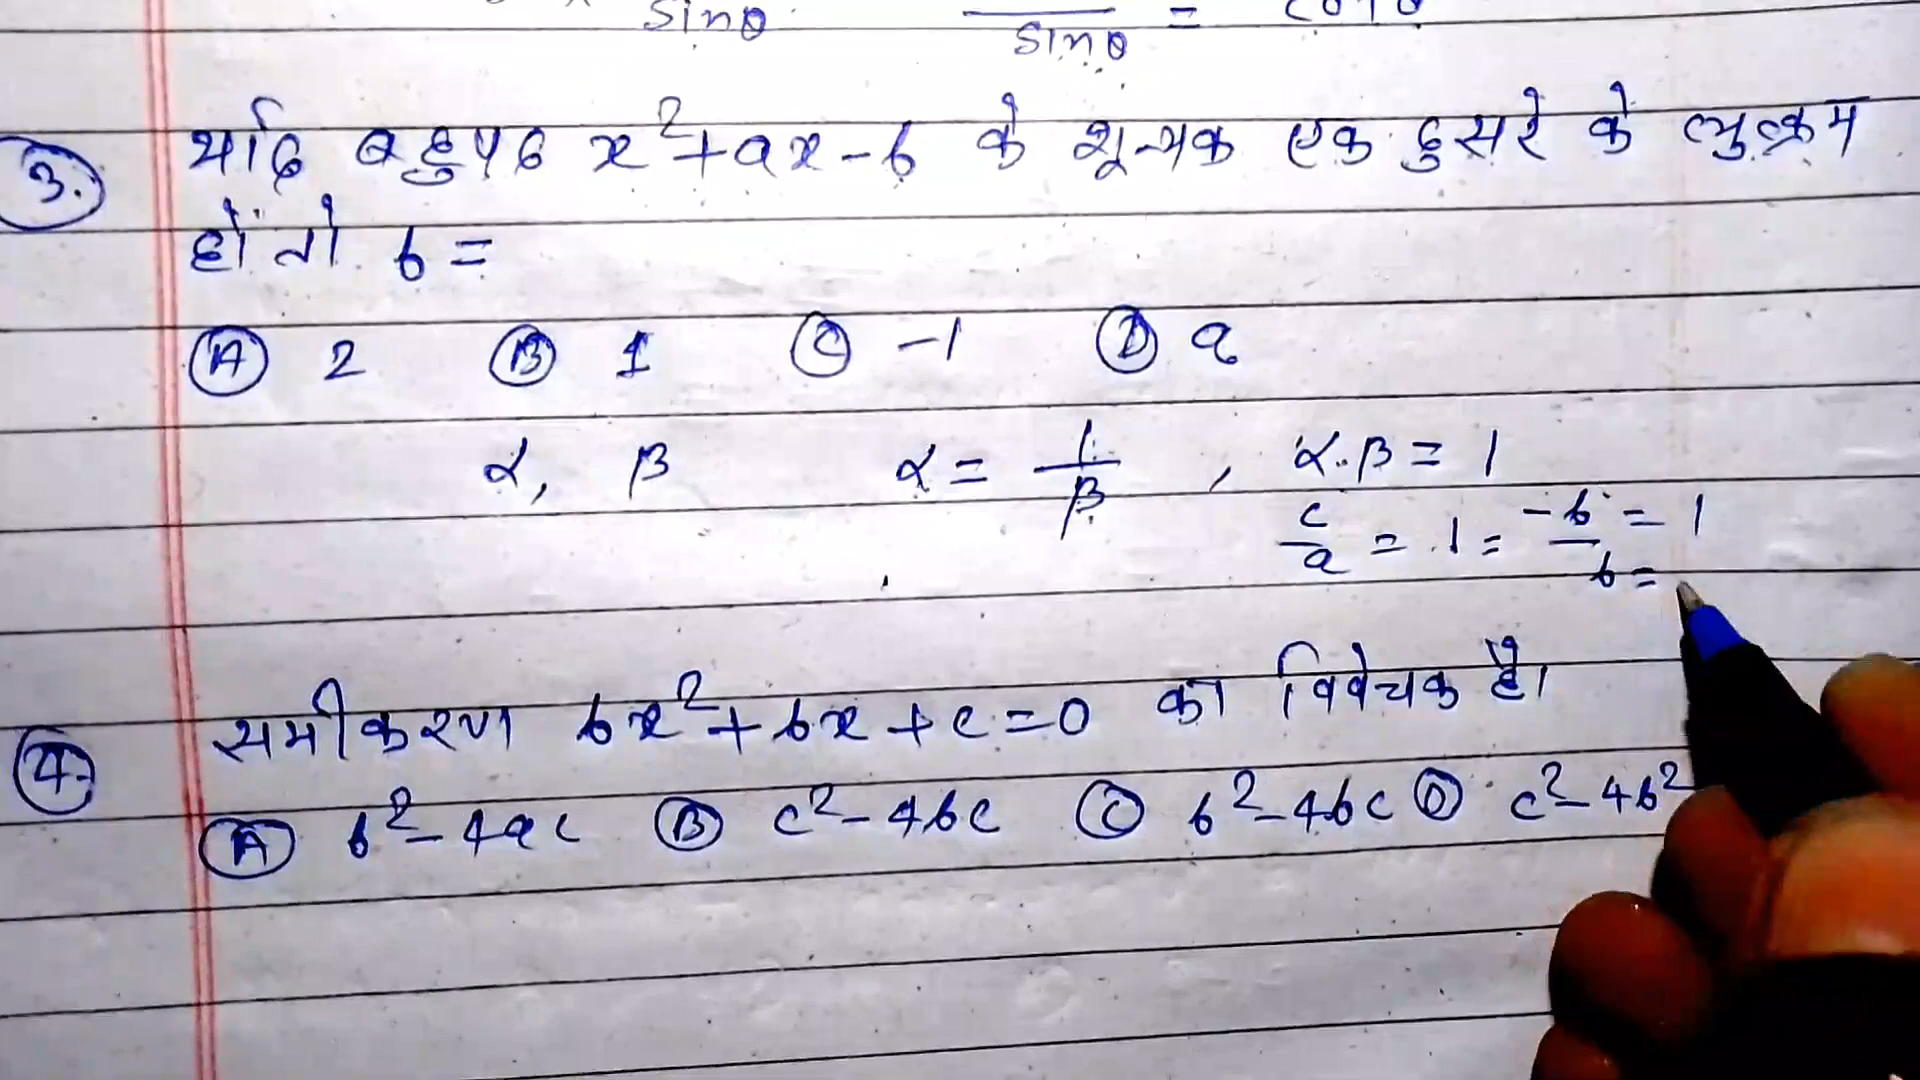 sinθ
sinθ = cotθ
3. यदि बहुपद x²+ax-b के शून्यक एक दुसरे के व्युत्क्रम
हों तो b =
(A) 2 (B) 1 (C) -1 (D) a
α, β α = 1/β , α.β = 1
c/a = 1 = -b = 1
b =
4. समीकरण bx²+bx+c=0 का विवेचक है।
(A) b²-4ac (B) c²-4bc (C) b²-4bc (D) c²-4b²